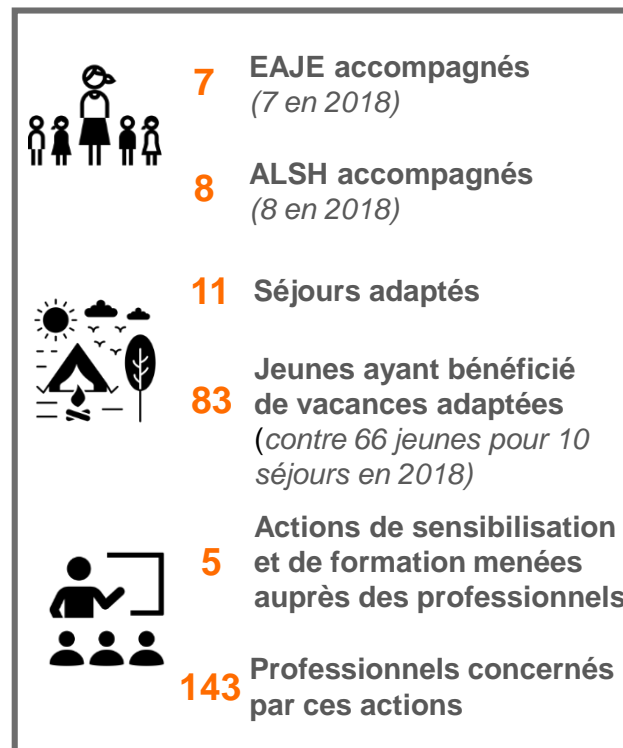 7 EAJE accompagnés
(7 en 2018)
8 ALSH accompagnés
(8 en 2018)
11 Séjours adaptés
83 Jeunes ayant bénéficié
de vacances adaptées
(contre 66 jeunes pour 10
séjours en 2018)
5 Actions de sensibilisation
et de formation menées
auprès des professionnels
143 Professionnels concernés
par ces actions